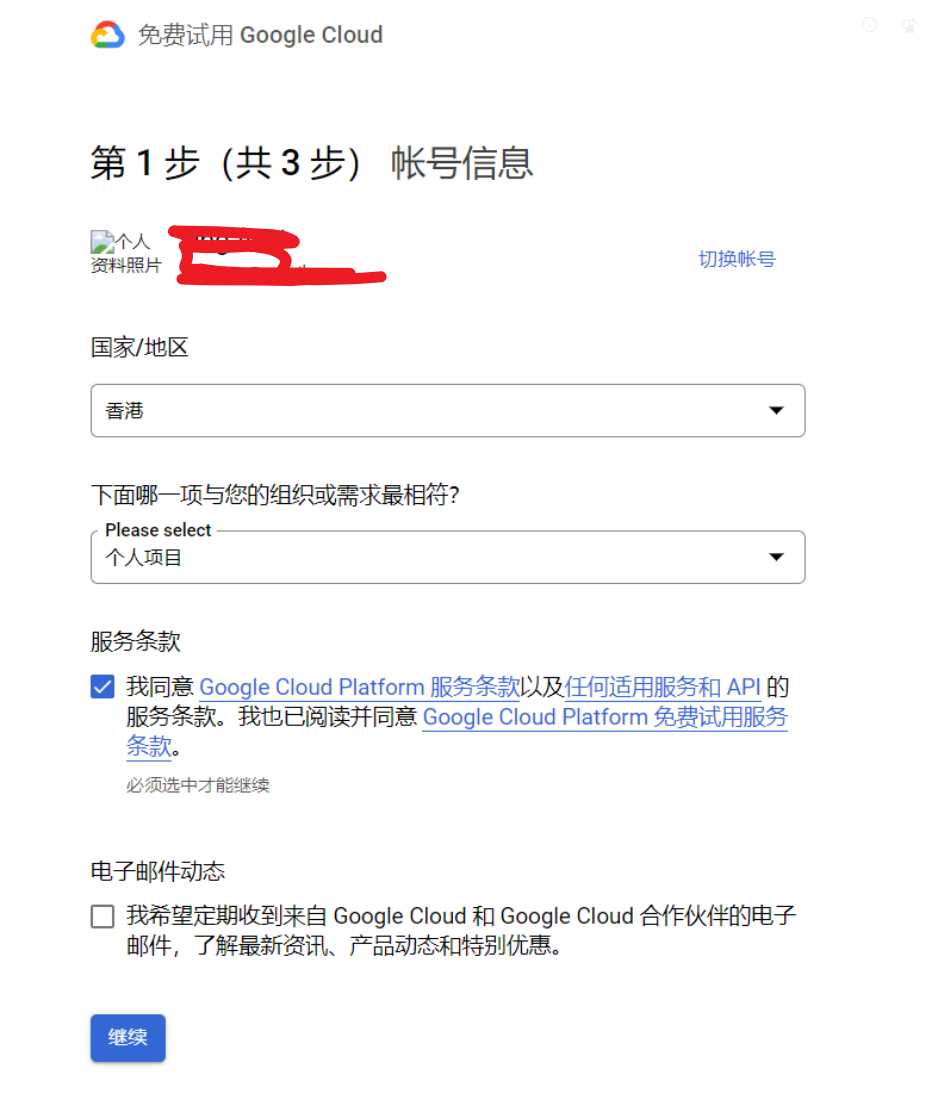 免费试用 Google Cloud
第 1 步（共 3 步） 帐号信息
个人
资料照片
切换帐号
国家/地区
香港
下面哪一项与您的组织或需求最相符？
Please select
个人项目
服务条款
我同意 Google Cloud Platform 服务条款以及任何适用服务和 API 的
服务条款。我也已阅读并同意 Google Cloud Platform 免费试用服务
条款。
必须选中才能继续
电子邮件动态
我希望定期收到来自 Google Cloud 和 Google Cloud 合作伙伴的电子
邮件，了解最新资讯、产品动态和特别优惠。
继续